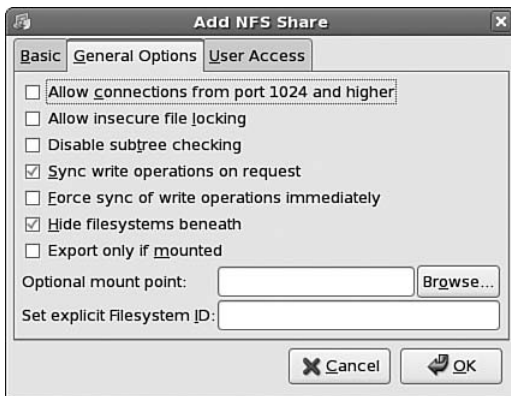 Add NFS Share
Basic General Options User Access
Allow connections from port 1024 and higher
Allow insecure file locking
Disable subtree checking
Sync write operations on request
Force sync of write operations immediately
Hide filesystems beneath
Export only if mounted
Optional mount point: Browse...
Set explicit Filesystem ID:
Cancel OK